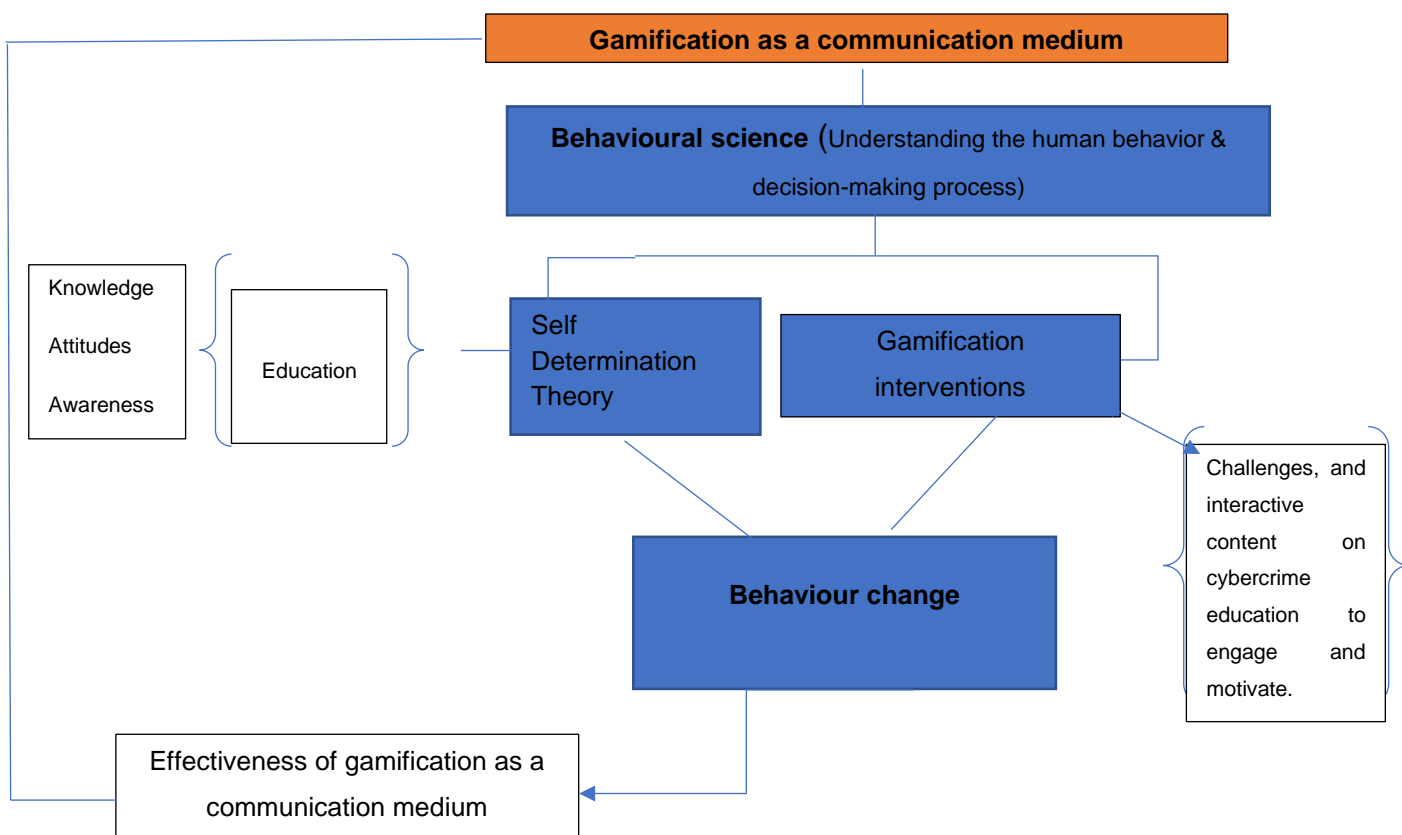 Gamification as a communication medium
Behavioural science (Understanding the human behavior &
decision-making process)
Knowledge
Attitudes
Awareness
Education
Self
Determination
Theory
Gamification
interventions
Challenges, and
interactive
content on
cybercrime
education to
engage and
motivate.
Behaviour change
Effectiveness of gamification as a
communication medium